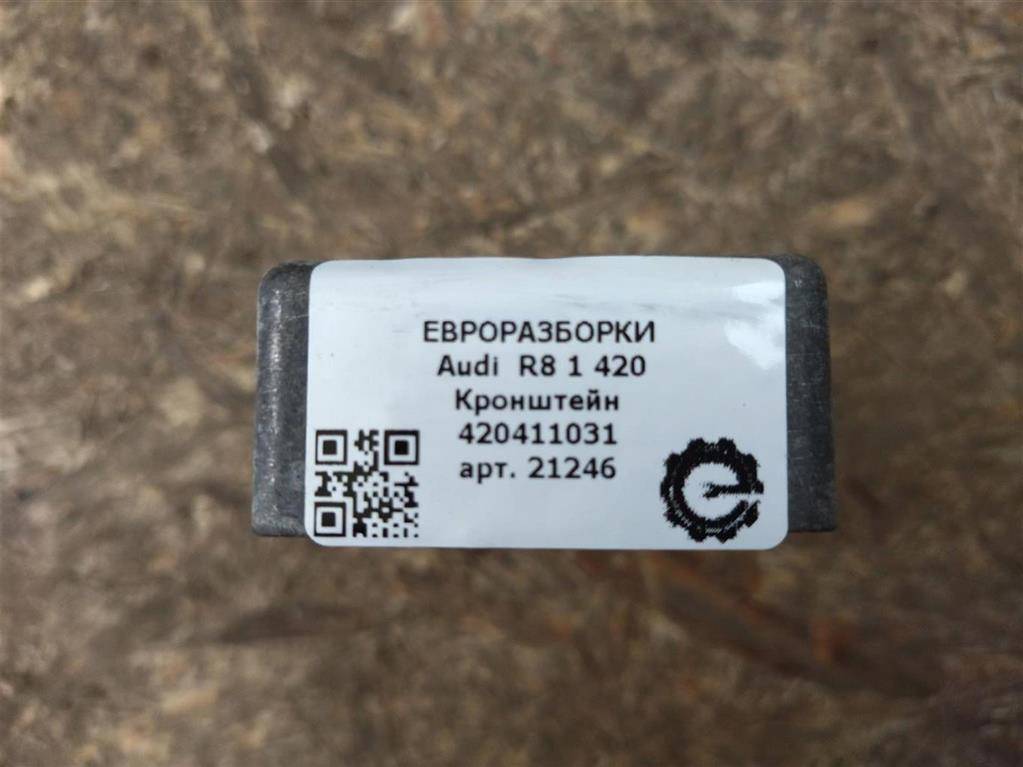 ЕВРОРАЗБОРКИ
Audi R8 1 420
Кронштейн
420411031
арт. 21246